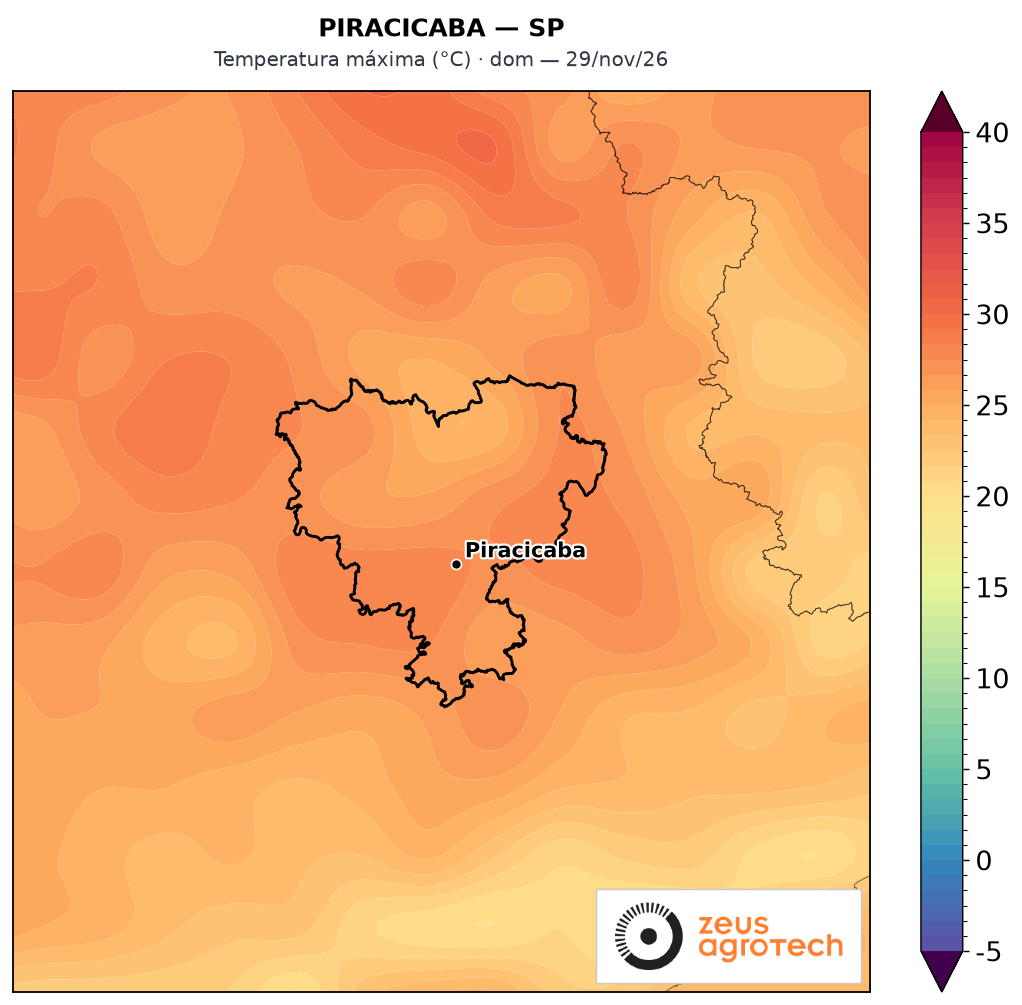 PIRACICABA — SP
Temperatura máxima (°C) · dom — 29/nov/26
40
35
30
25
20
15
10
5
0
-5
Piracicaba
zeus
agrotech